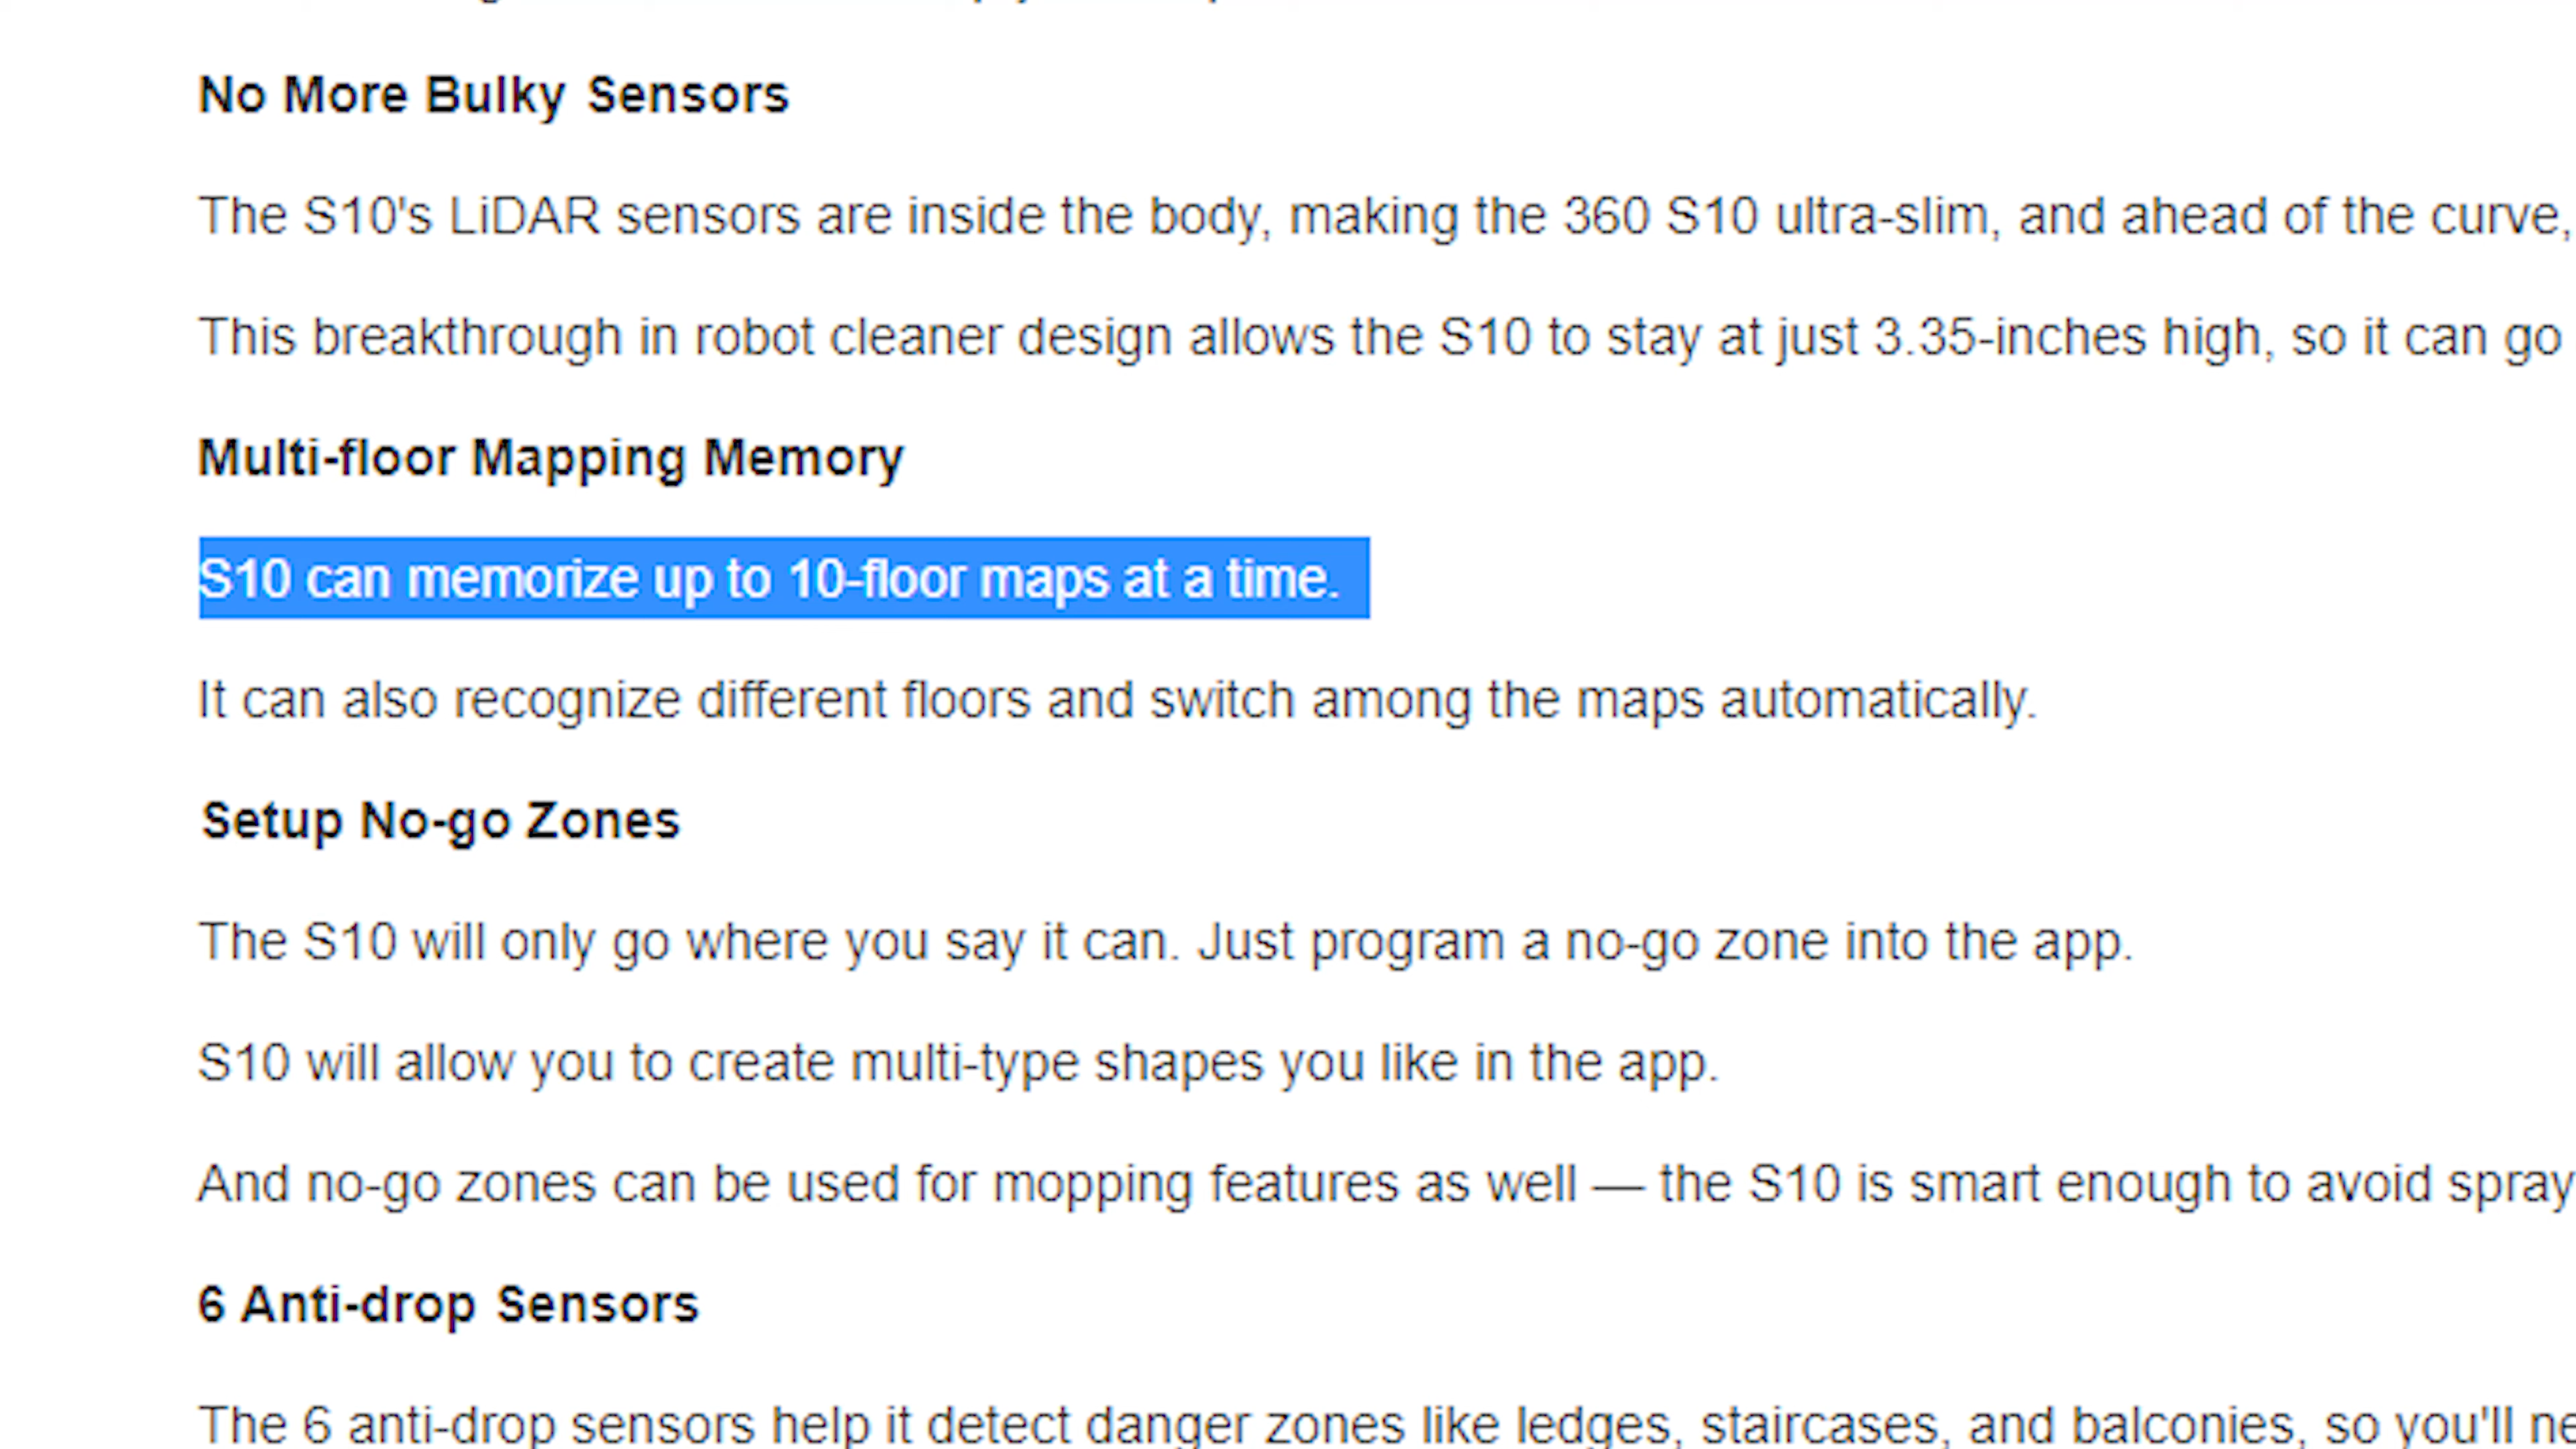 No More Bulky Sensors
The S10's LiDAR sensors are inside the body, making the 360 S10 ultra-slim, and ahead of the curve,
This breakthrough in robot cleaner design allows the S10 to stay at just 3.35-inches high, so it can go
Multi-floor Mapping Memory
S10 can memorize up to 10-floor maps at a time.
It can also recognize different floors and switch among the maps automatically.
Setup No-go Zones
The S10 will only go where you say it can. Just program a no-go zone into the app.
S10 will allow you to create multi-type shapes you like in the app.
And no-go zones can be used for mopping features as well — the S10 is smart enough to avoid spray
6 Anti-drop Sensors
The 6 anti-drop sensors help it detect danger zones like ledges, staircases, and balconies, so you'll ne